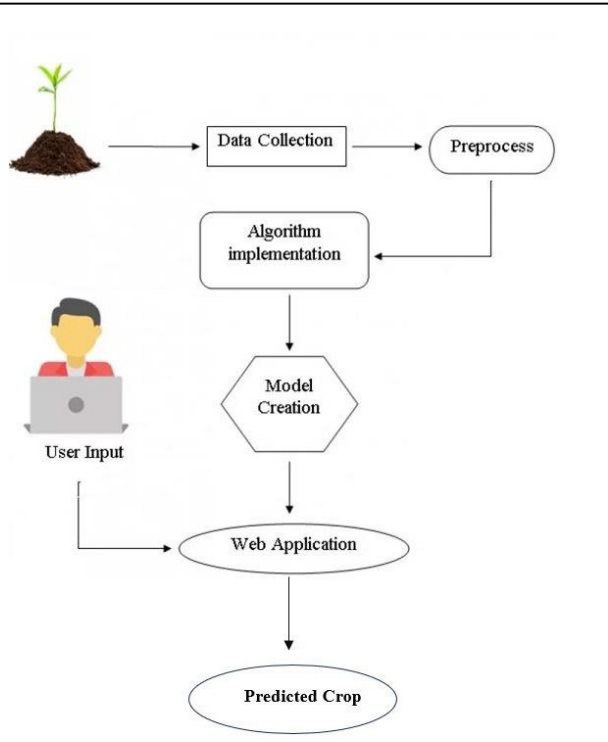 Data Collection
Preprocess
Algorithm
implementation
Model
Creation
User Input
Web Application
Predicted Crop